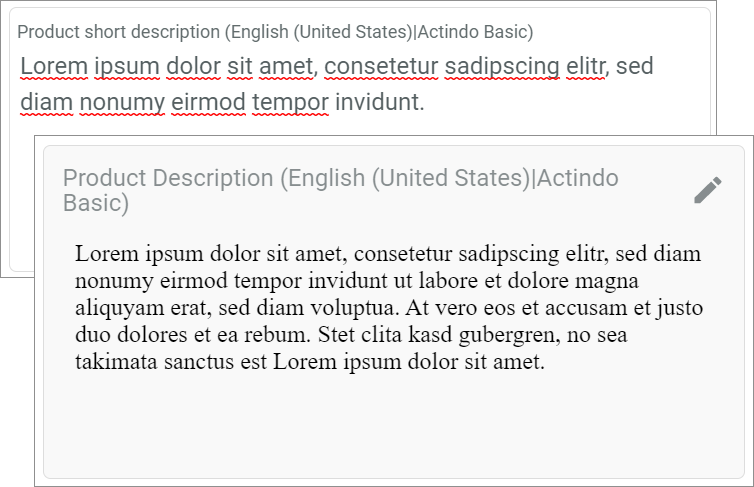 Product short description (English (United States)|Actindo Basic)
Lorem ipsum dolor sit amet, consetetur sadipscing elitr, sed
diam nonumy eirmod tempor invidunt.
Product Description (English (United States)|Actindo
Basic)
Lorem ipsum dolor sit amet, consetetur sadipscing elitr, sed diam
nonumy eirmod tempor invidunt ut labore et dolore magna
aliquyam erat, sed diam voluptua. At vero eos et accusam et justo
duo dolores et ea rebum. Stet clita kasd gubergren, no sea
takimata sanctus est Lorem ipsum dolor sit amet.